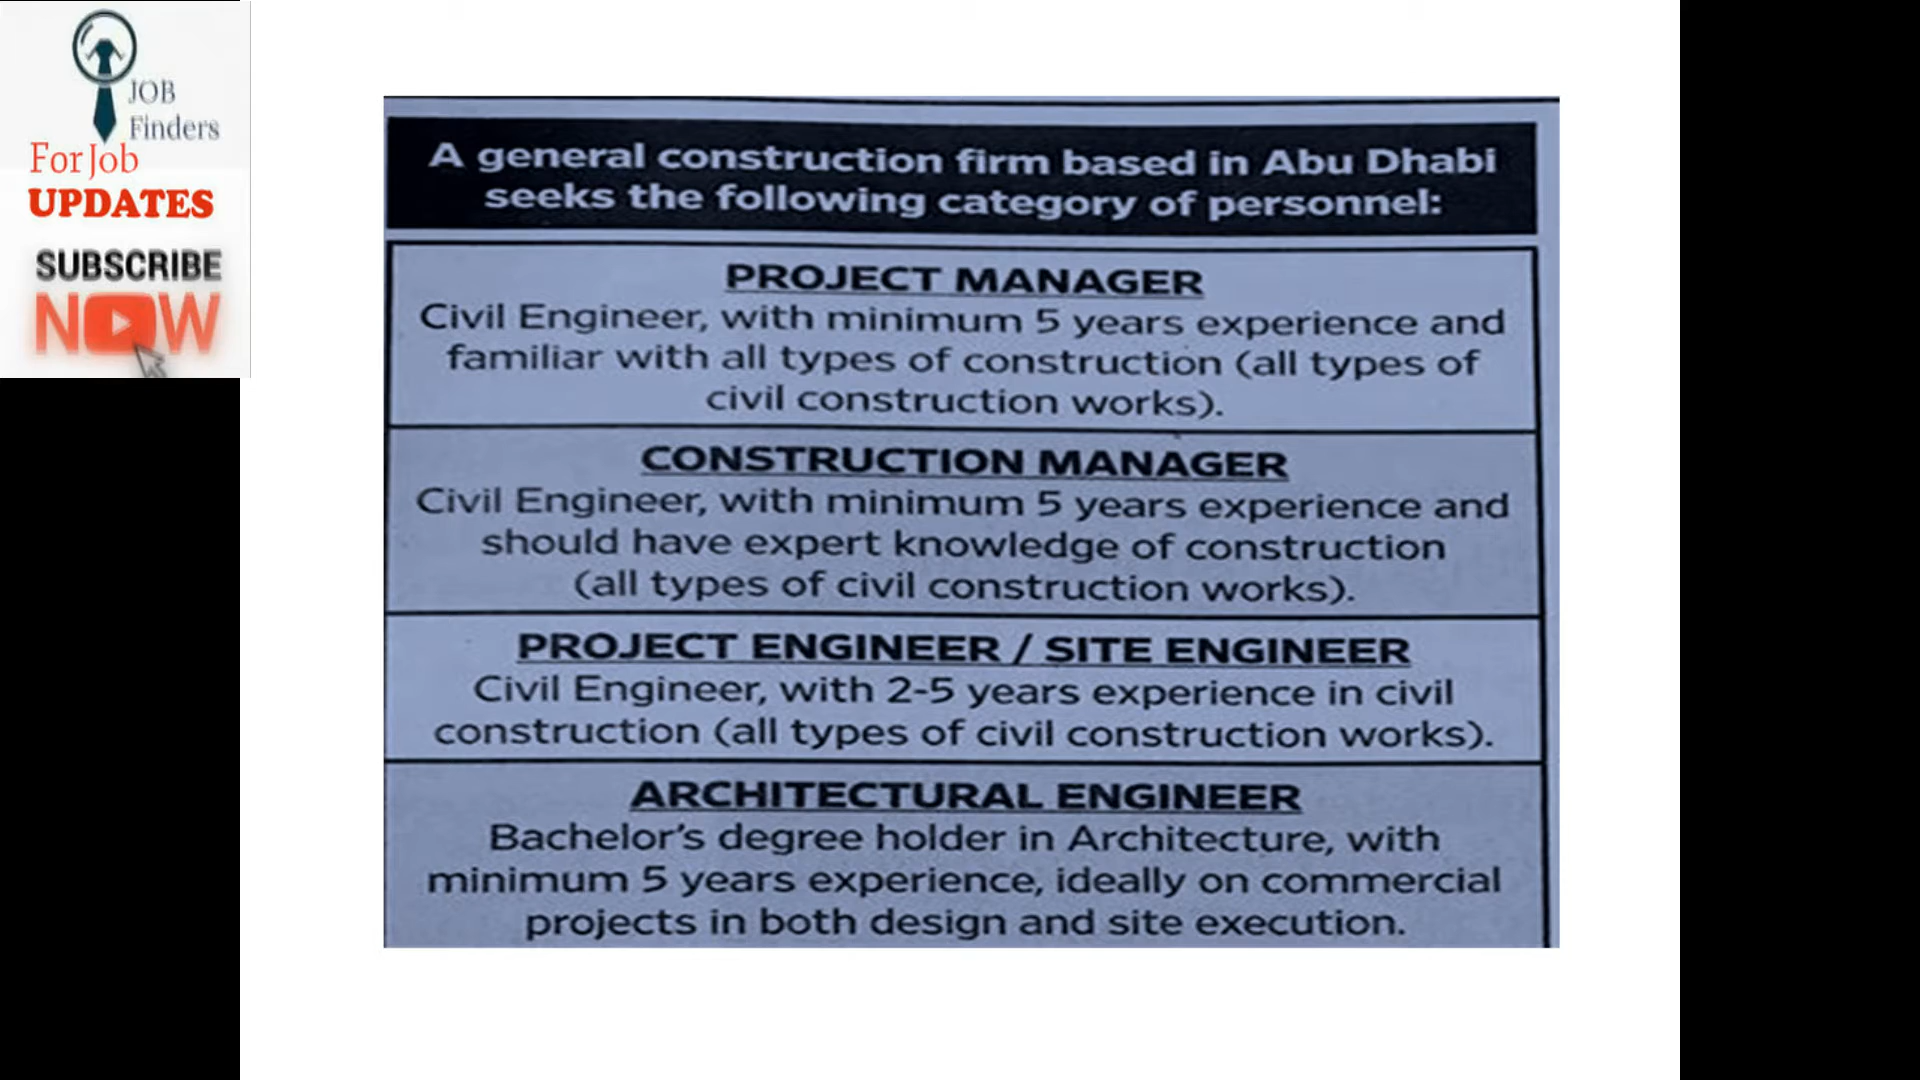 JOB
Finders
For Job
UPDATES
SUBSCRIBE
NOW
A general construction firm based in Abu Dhabi
seeks the following category of personnel:
PROJECT MANAGER
Civil Engineer, with minimum 5 years experience and
familiar with all types of construction (all types of
civil construction works).
CONSTRUCTION MANAGER
Civil Engineer, with minimum 5 years experience and
should have expert knowledge of construction
(all types of civil construction works).
PROJECT ENGINEER / SITE ENGINEER
Civil Engineer, with 2-5 years experience in civil
construction (all types of civil construction works).
ARCHITECTURAL ENGINEER
Bachelor's degree holder in Architecture, with
minimum 5 years experience, ideally on commercial
projects in both design and site execution.